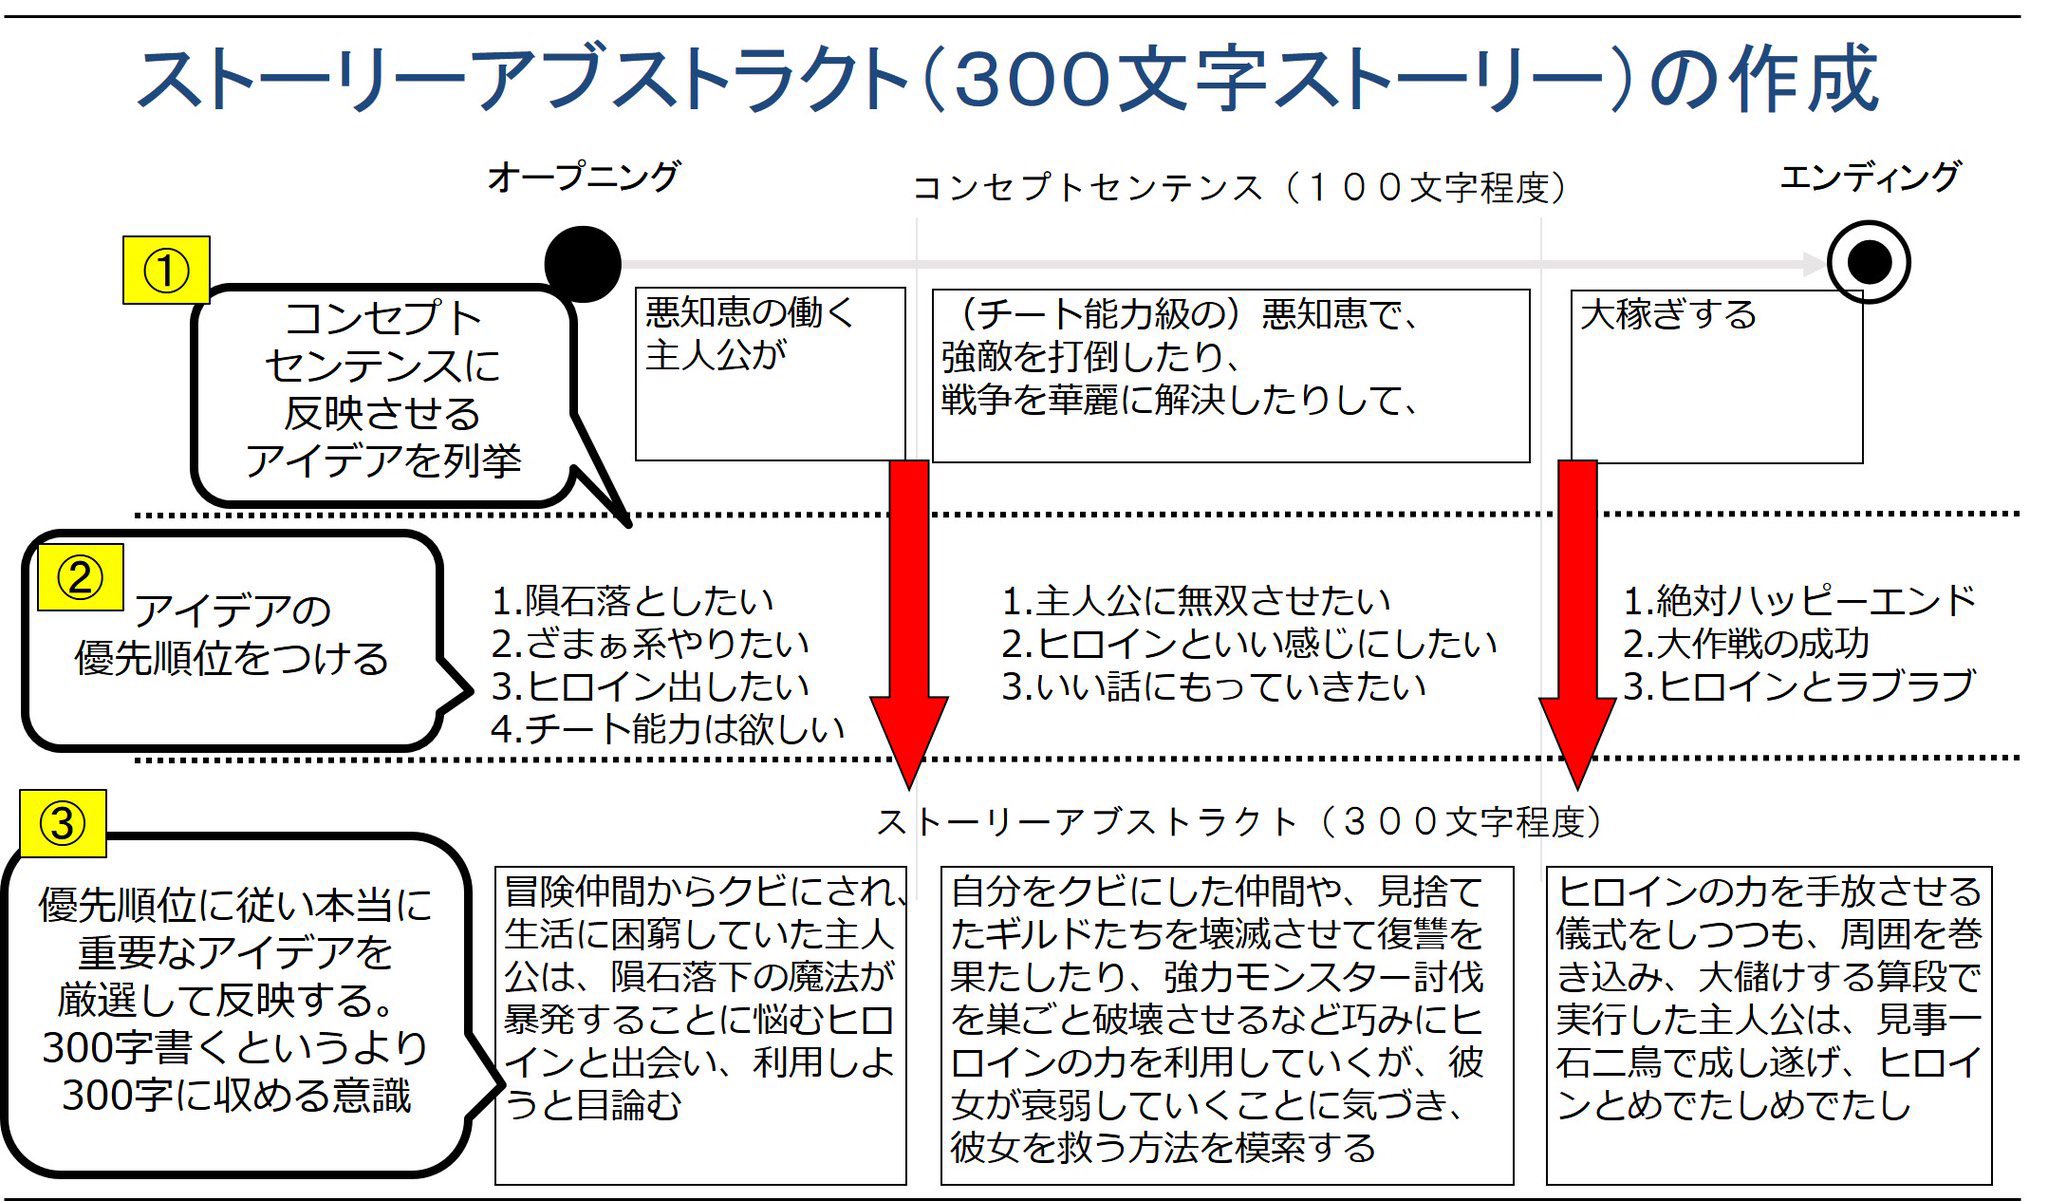 ストーリーアブストラクト（３００文字ストーリー）の作成
オープニング
コンセプトセンテンス（１００文字程度）
エンディング
①
コンセプト
センテンスに
反映させる
アイデアを列挙
悪知恵の働く
主人公が
（チート能力級の）悪知恵で、
強敵を打倒したり、
戦争を華麗に解決したりして、
大稼ぎする
②
アイデアの
優先順位をつける
1.隕石落としたい
2.ざまぁ系やりたい
3.ヒロイン出したい
4.チート能力は欲しい
1.主人公に無双させたい
2.ヒロインといい感じにしたい
3.いい話にもっていきたい
1.絶対ハッピーエンド
2.大作戦の成功
3.ヒロインとラブラブ
③
優先順位に従い本当に
重要なアイデアを
厳選して反映する。
300字書くというより
300字に収める意識
ストーリーアブストラクト（３００文字程度）
冒険仲間からクビにされ、
生活に困窮していた主人
公は、隕石落下の魔法が
暴発することに悩むヒロ
インと出会い、利用しよ
うと目論む
自分をクビにした仲間や、見捨て
たギルドたちを壊滅させて復讐を
果たしたり、強力モンスター討伐
を巣ごと破壊させるなど巧みにヒ
ロインの力を利用していくが、彼
女が衰弱していくことに気づき、
彼女を救う方法を模索する
ヒロインの力を手放させる
儀式をしつつも、周囲を巻
き込み、大儲けする算段で
実行した主人公は、見事一
石二鳥で成し遂げ、ヒロイ
ンとめでたしめでたし